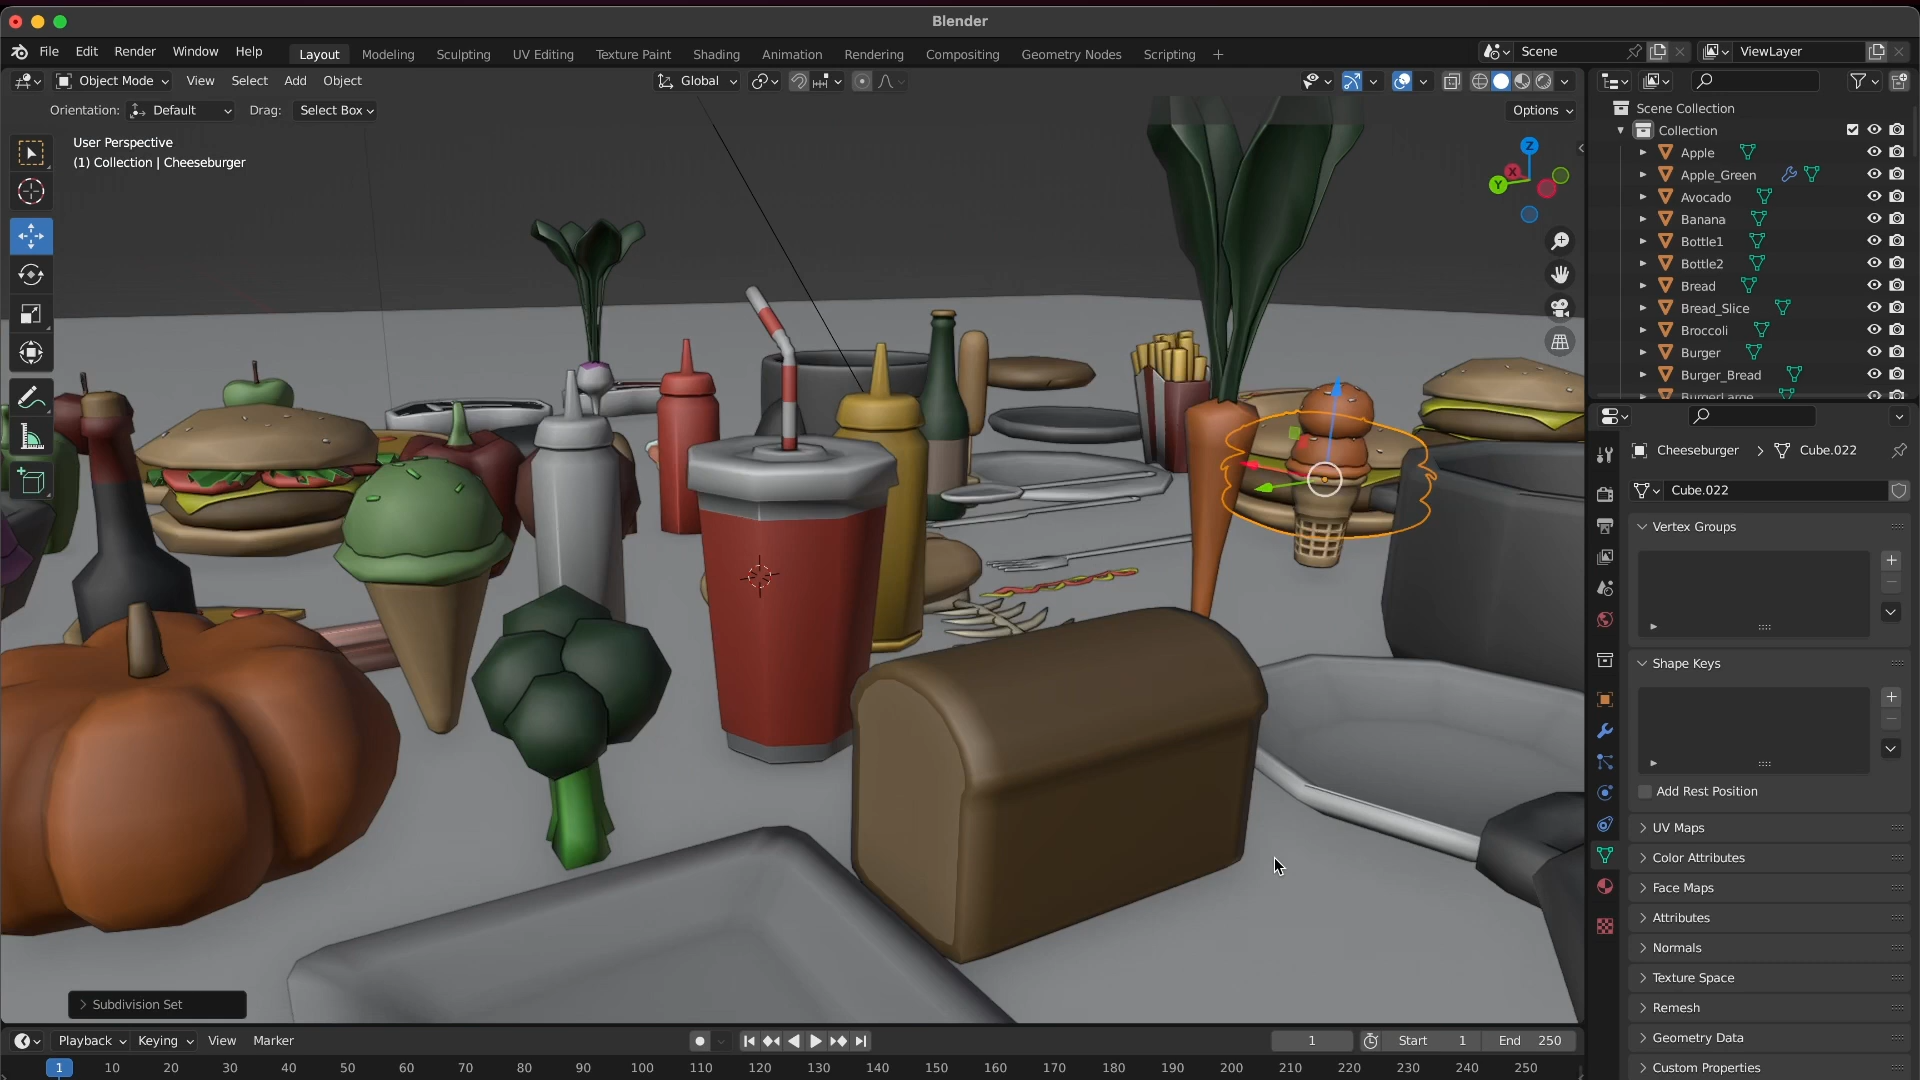 Blender
File Edit Render Window Help Layout Modeling Sculpting UV Editing Texture Paint Shading Animation Rendering Compositing Geometry Nodes Scripting + Scene ViewLayer
Object Mode View Select Add Object Global
Orientation: Default Drag: Select Box Options
User Perspective
(1) Collection | Cheeseburger
Z
X
Y
Scene Collection
Collection
Apple
Apple_Green
Avocado
Banana
Bottle1
Bottle2
Bread
Bread_Slice
Broccoli
Burger
Burger_Bread
BurgerLarge
Cheeseburger > Cube.022
Cube.022
Vertex Groups
Shape Keys
Add Rest Position
UV Maps
Color Attributes
Face Maps
Attributes
Normals
Texture Space
Remesh
Geometry Data
Custom Properties
> Subdivision Set
Playback Keying View Marker 1 Start 1 End 250
1 10 20 30 40 50 60 70 80 90 100 110 120 130 140 150 160 170 180 190 200 210 220 230 240 250